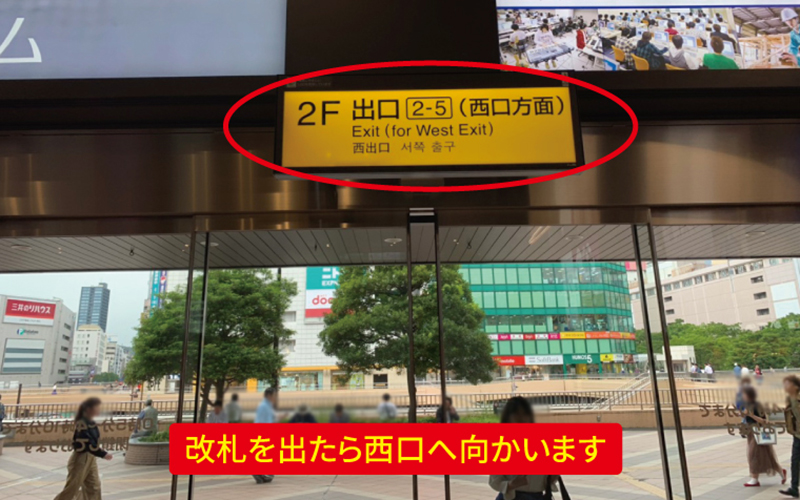 ム
2F 出口 2-5 (西口方面)
Exit (for West Exit)
西出口 서쪽 출구
三井のリハウス
doc
SoftBank
改札を出たら西口へ向かいます